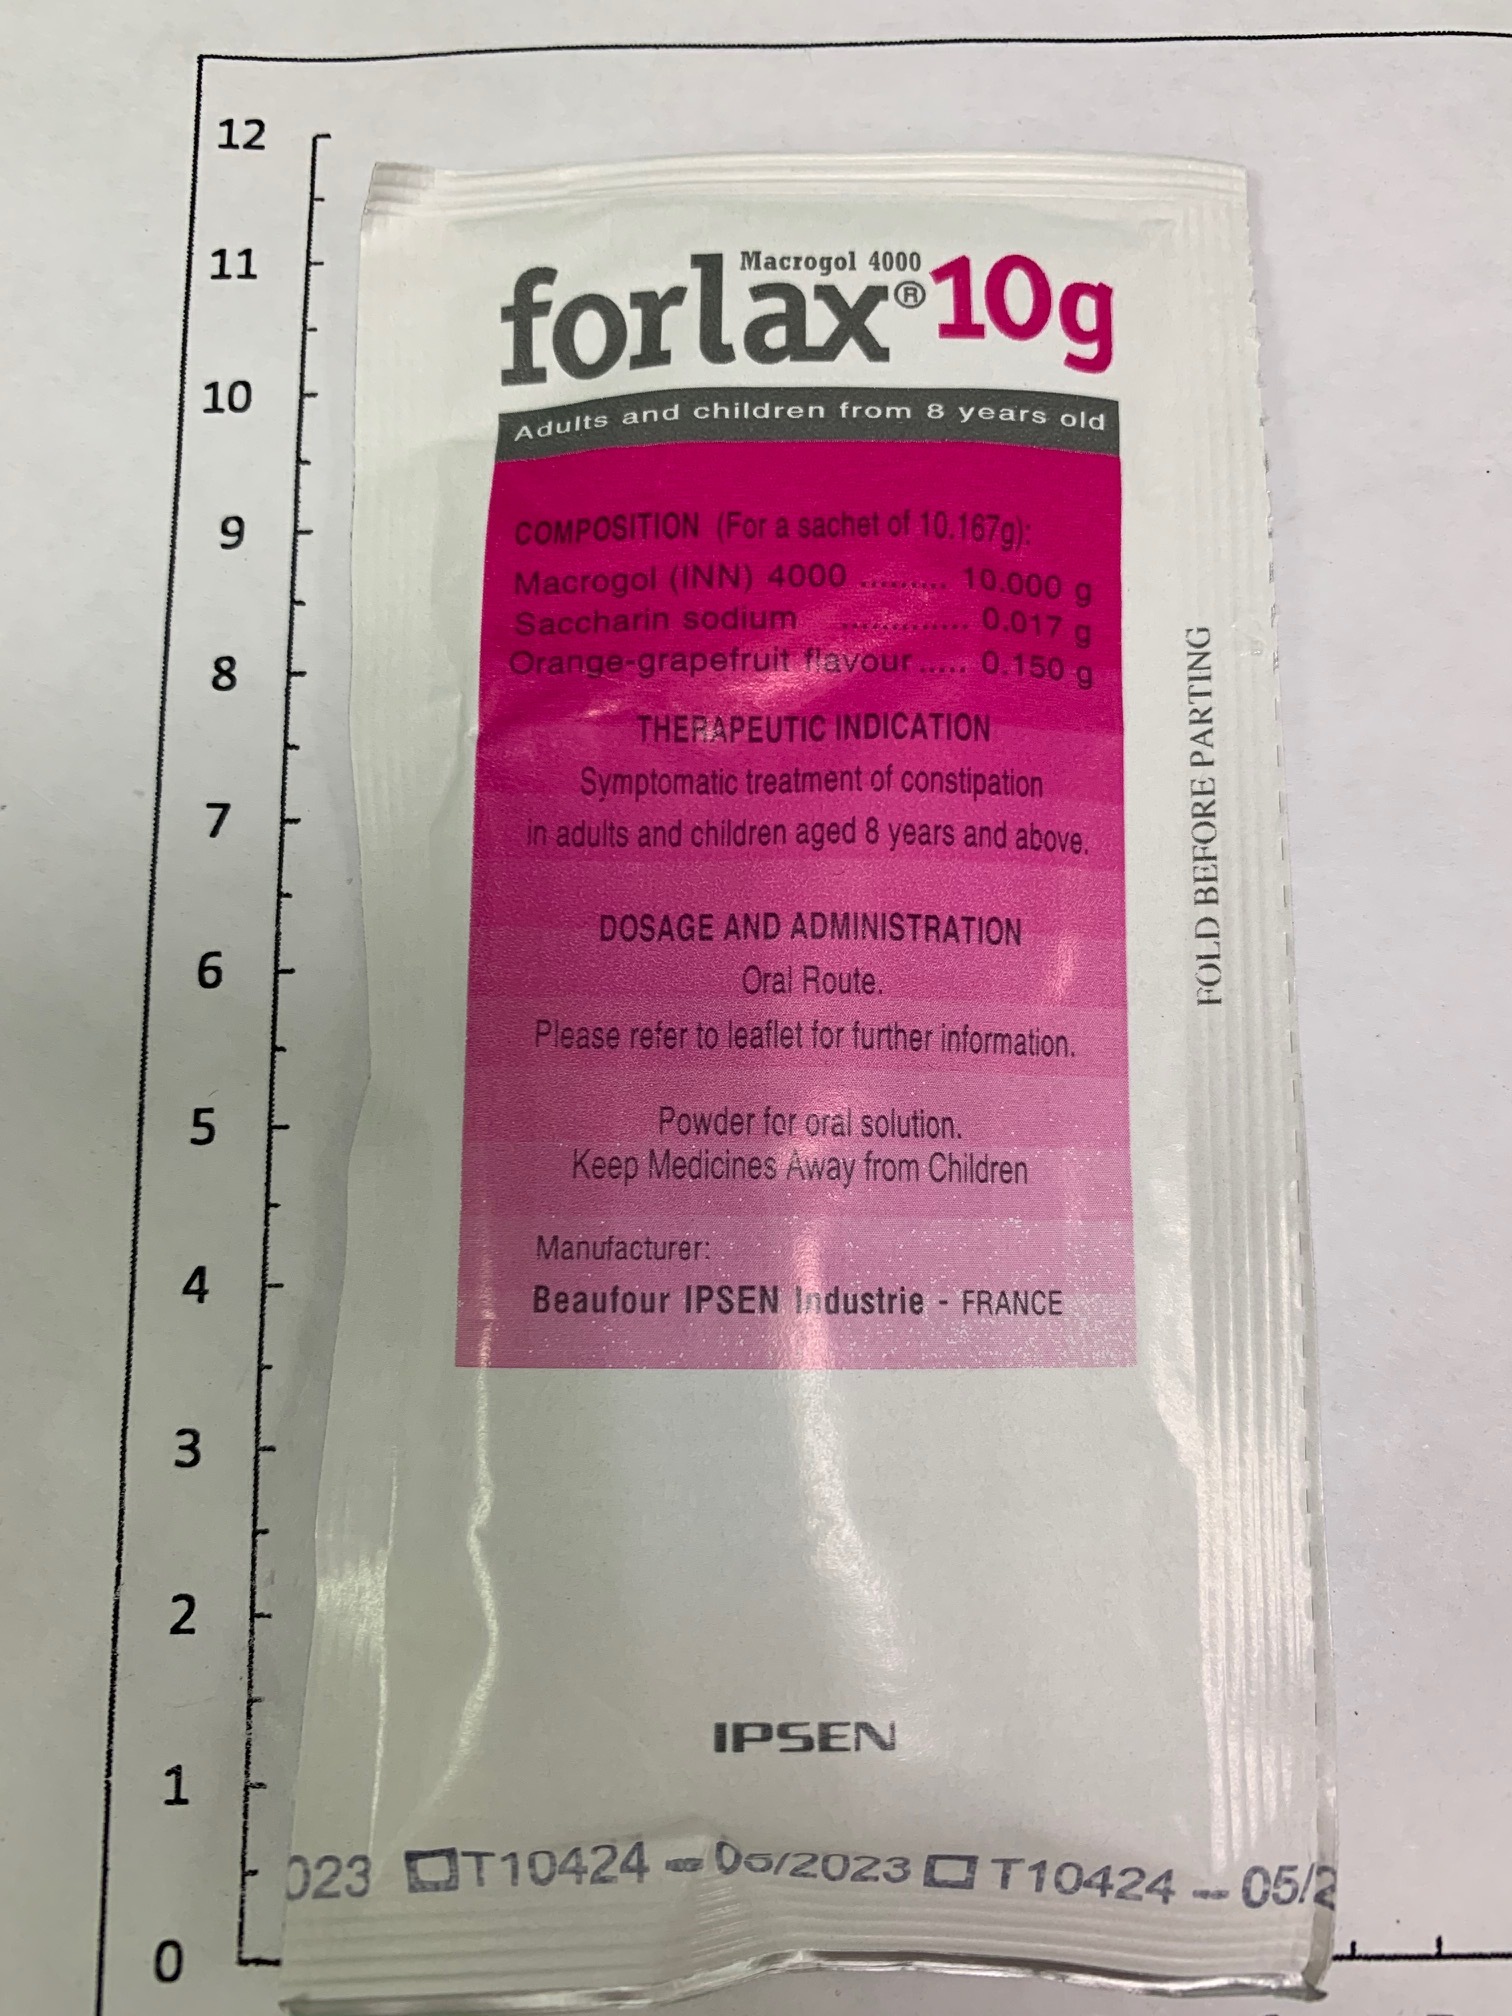 12
11
10
9
8
7
6
5
4
3
2
1
0
Macrogol 4000
forlax® 10g
Adults and children from 8 years old
COMPOSITION (For a sachet of 10.167g):
Macrogol (INN) 4000 ......... 10.000 g
Saccharin sodium ............. 0.017 g
Orange-grapefruit flavour ..... 0.150 g
THERAPEUTIC INDICATION
Symptomatic treatment of constipation
in adults and children aged 8 years and above.
DOSAGE AND ADMINISTRATION
Oral Route.
Please refer to leaflet for further information.
Powder for oral solution.
Keep Medicines Away from Children
Manufacturer:
Beaufour IPSEN Industrie - FRANCE
FOLD BEFORE PARTING
IPSEN
023 T10424 -- 05/2023 T10424 -- 05/2